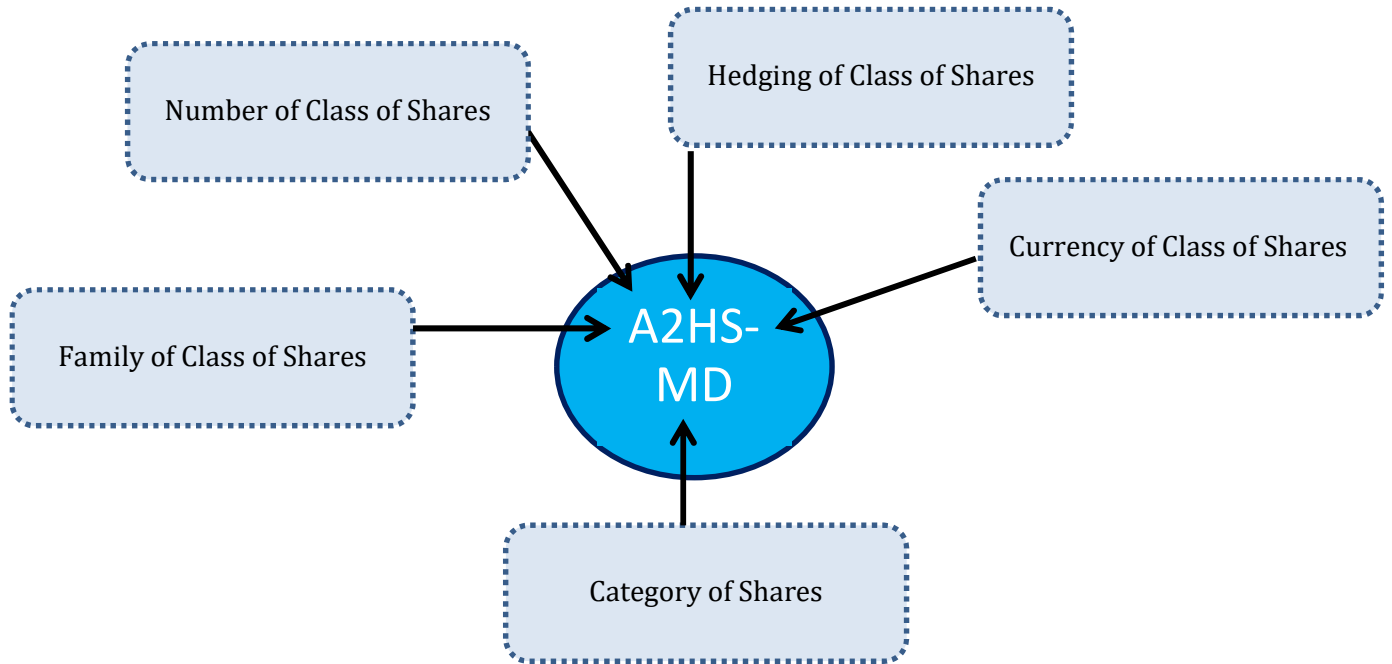 Hedging of Class of Shares
Number of Class of Shares
Currency of Class of Shares
A2HS-
MD
Family of Class of Shares
Category of Shares